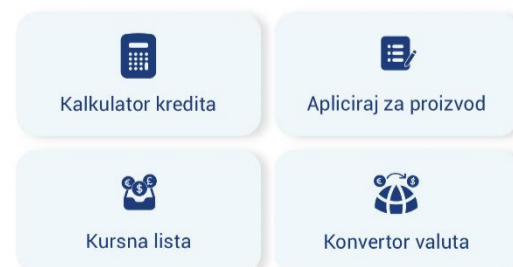 Kalkulator kredita
Apliciraj za proizvod
Kursna lista
Konvertor valuta